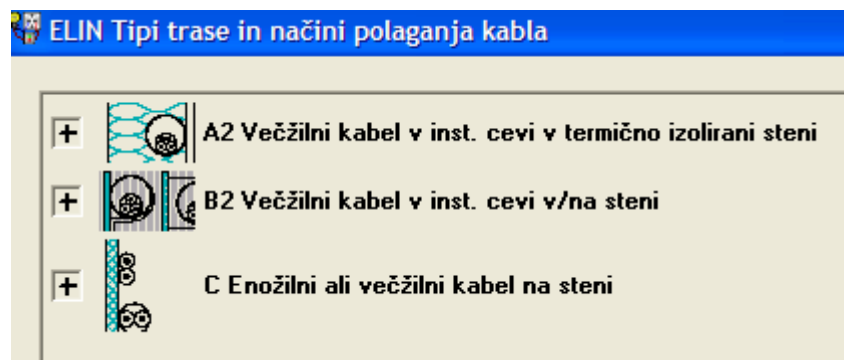 ELIN Tipi trase in načini polaganja kabla
A2 Večžilni kabel v inst. cevi v termično izolirani steni
B2 Večžilni kabel v inst. cevi v/na steni
C Enožilni ali večžilni kabel na steni